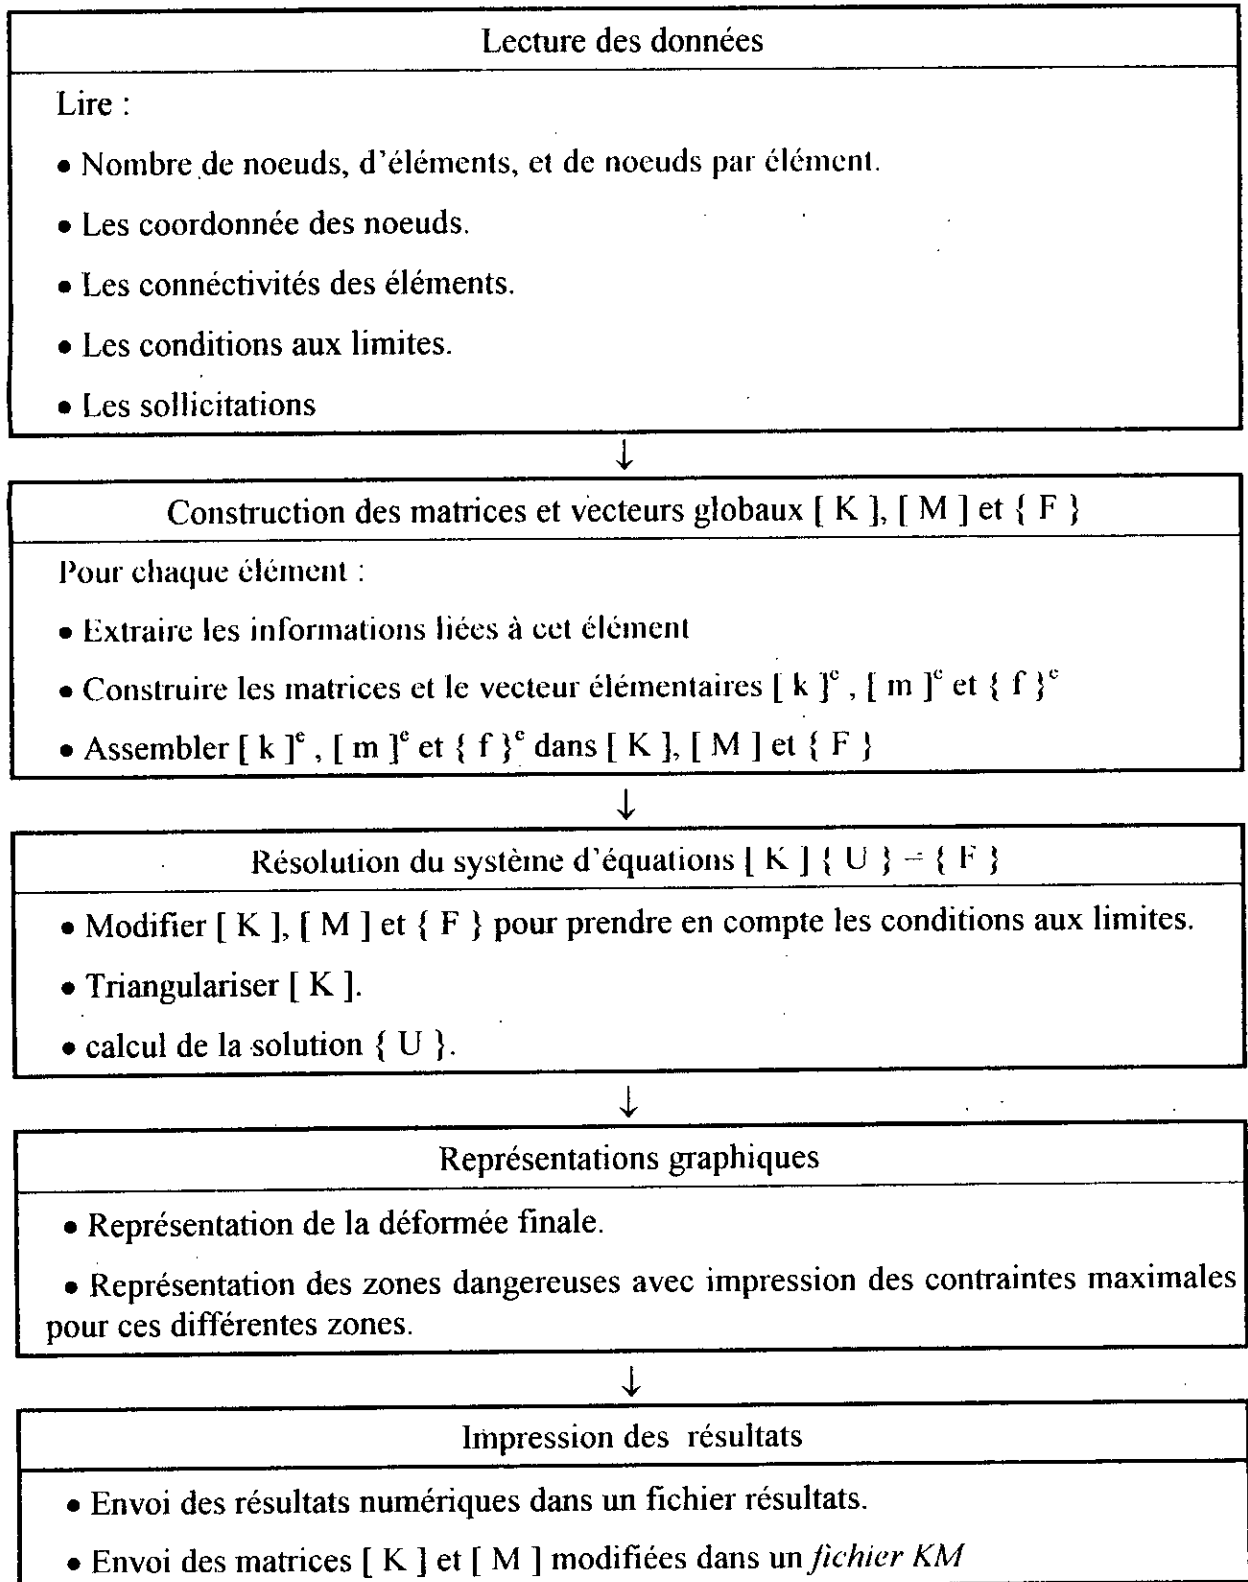 Lecture des données
Lire :
• Nombre de noeuds, d'éléments, et de noeuds par élément.
• Les coordonnée des noeuds.
• Les connéctivités des éléments.
• Les conditions aux limites.
• Les sollicitations
↓
Construction des matrices et vecteurs globaux [ K ], [ M ] et { F }
Pour chaque élément :
• Extraire les informations liées à cet élément
• Construire les matrices et le vecteur élémentaires [ k ]ᵉ , [ m ]ᵉ et { f }ᵉ
• Assembler [ k ]ᵉ , [ m ]ᵉ et { f }ᵉ dans [ K ], [ M ] et { F }
↓
Résolution du système d'équations [ K ] { U } = { F }
• Modifier [ K ], [ M ] et { F } pour prendre en compte les conditions aux limites.
• Triangulariser [ K ].
• calcul de la solution { U }.
↓
Représentations graphiques
• Représentation de la déformée finale.
• Représentation des zones dangereuses avec impression des contraintes maximales
pour ces différentes zones.
↓
Impression des résultats
• Envoi des résultats numériques dans un fichier résultats.
• Envoi des matrices [ K ] et [ M ] modifiées dans un fichier KM